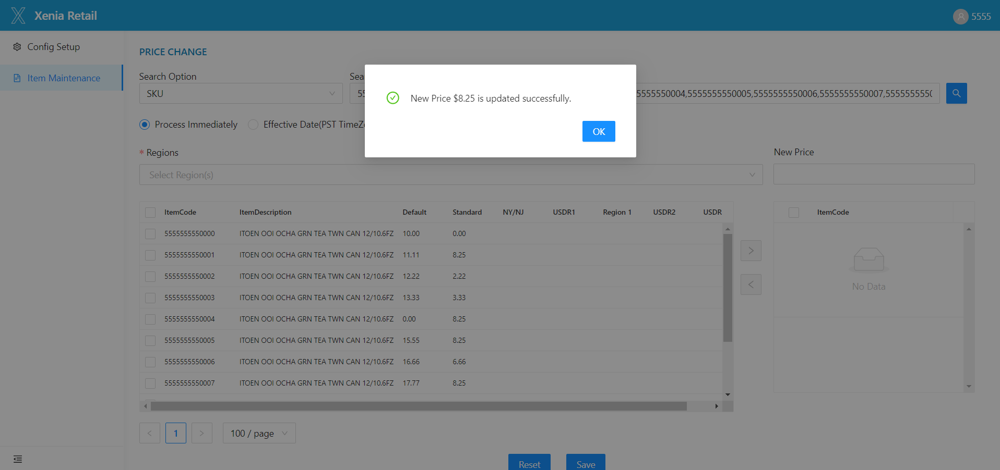 Xenia Retail
5555
Config Setup
Item Maintenance
PRICE CHANGE
Search Option
Sea
SKU
55
5555550004,5555555550005,5555555550006,5555555550007,555555555(
Process Immediately
Effective Date(PST TimeZ
New Price $8.25 is updated successfully.
OK
* Regions
New Price
Select Region(s)
ItemCode ItemDescription Default Standard NY/NJ USDR1 Region 1 USDR2 USDR
5555555550000 ITOEN OOI OCHA GRN TEA TWN CAN 12/10.6FZ 10.00 0.00
5555555550001 ITOEN OOI OCHA GRN TEA TWN CAN 12/10.6FZ 11.11 8.25
5555555550002 ITOEN OOI OCHA GRN TEA TWN CAN 12/10.6FZ 12.22 2.22
5555555550003 ITOEN OOI OCHA GRN TEA TWN CAN 12/10.6FZ 13.33 3.33
5555555550004 ITOEN OOI OCHA GRN TEA TWN CAN 12/10.6FZ 0.00 8.25
5555555550005 ITOEN OOI OCHA GRN TEA TWN CAN 12/10.6FZ 15.55 8.25
5555555550006 ITOEN OOI OCHA GRN TEA TWN CAN 12/10.6FZ 16.66 6.66
5555555550007 ITOEN OOI OCHA GRN TEA TWN CAN 12/10.6FZ 17.77 8.25
ItemCode
No Data
< 1 > 100 / page
Reset
Save